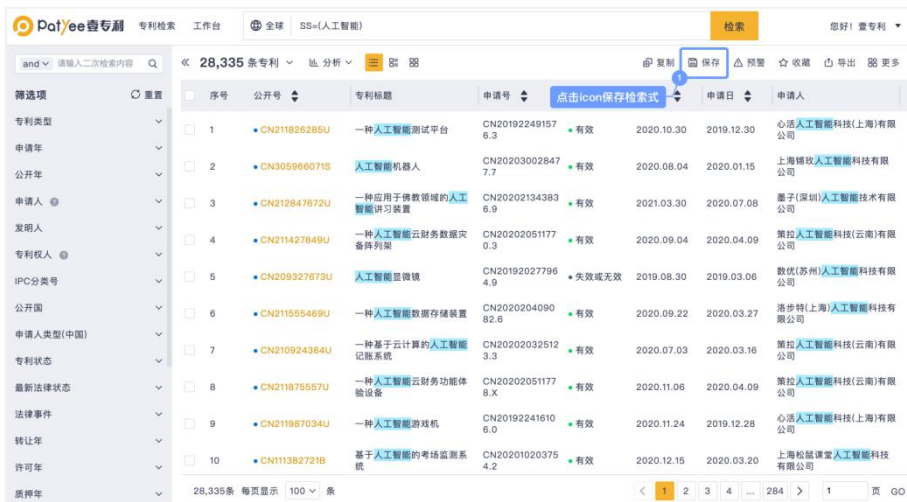 PatYee壹专利 专利检索 工作台 全球 SS=(人工智能) 检索 您好！壹专利
and 请输入二次检索内容 28,335 条专利 分析 复制 保存 预警 收藏 导出 更多
1
筛选项 重置 序号 公开号 专利标题 申请号 点击icon保存检索式 申请日 申请人
专利类型
申请年
公开年
申请人
发明人
专利权人
IPC分类号
公开国
申请人类型(中国)
专利状态
最新法律状态
法律事件
转让年
许可年
质押年
1 CN211826285U 一种人工智能测试平台 CN20192249157 有效 2020.10.30 2019.12.30 心活人工智能科技(上海)有限
6.3 公司
2 CN305966071S 人工智能机器人 CN20203002847 有效 2020.08.04 2020.01.15 上海锵玫人工智能科技有限
7.7 公司
3 CN212847672U 一种应用于佛教领域的人工 CN20202134383 有效 2021.03.30 2020.07.08 墨子(深圳)人工智能技术有限
智能讲习装置 6.9 公司
4 CN211427849U 一种人工智能云财务数据灾 CN20202051177 有效 2020.09.04 2020.04.09 策拉人工智能科技(云南)有限
备阵列架 0.3 公司
5 CN209327673U 人工智能显微镜 CN20192027796 失效或无效 2019.08.30 2019.03.06 数优(苏州)人工智能科技有限
4.9 公司
6 CN211555469U 一种人工智能数据存储装置 CN2020204090 有效 2020.09.22 2020.03.27 洛步特(上海)人工智能科技有
82.6 限公司
7 CN210924364U 一种基于云计算的人工智能 CN20202032512 有效 2020.07.03 2020.03.16 策拉人工智能科技(云南)有限
记账系统 3.3 公司
8 CN211875557U 一种人工智能云财务功能体 CN20202051177 有效 2020.11.06 2020.04.09 策拉人工智能科技(云南)有限
验设备 8.X 公司
9 CN211987034U 一种人工智能游戏机 CN20192241610 有效 2020.11.24 2019.12.28 心活人工智能科技(上海)有限
6.0 公司
10 CN111382721B 基于人工智能的考场监测系 CN20201020375 有效 2020.12.15 2020.03.20 上海松鼠课堂人工智能科技
统 4.2 有限公司
28,335条 每页显示 100 条 1 2 3 4 ... 284 1 页 GO